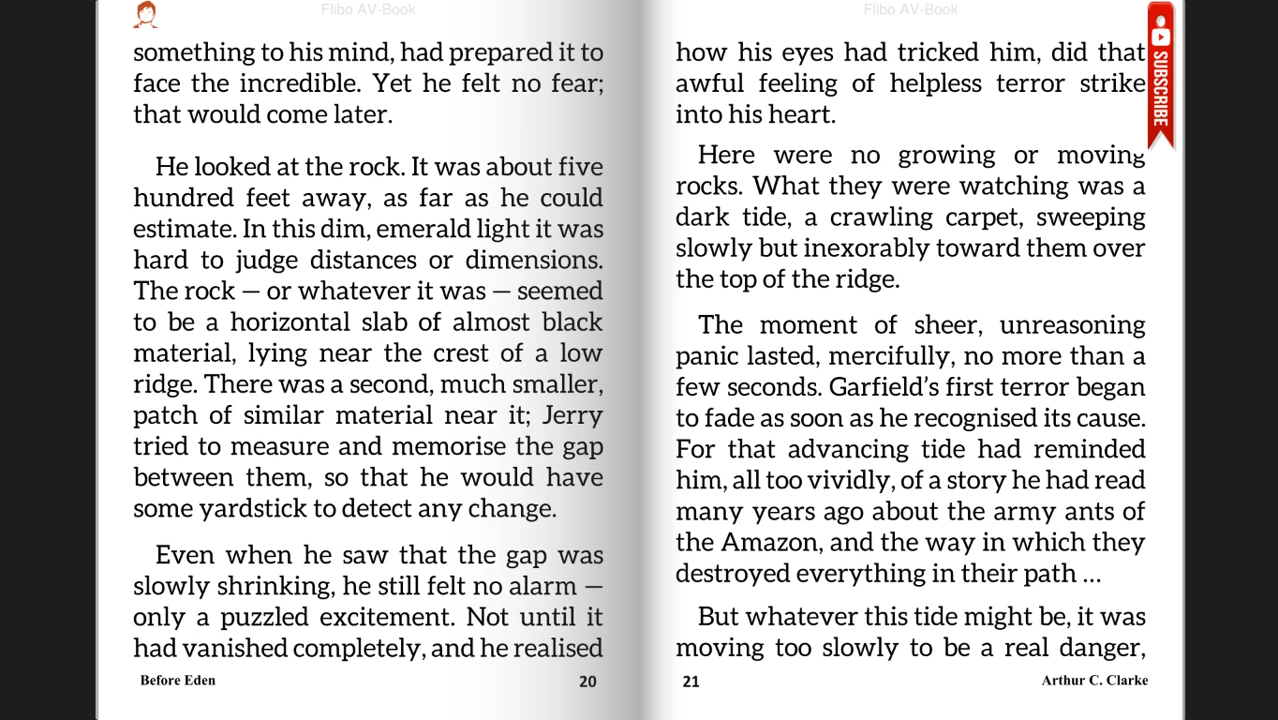 Flibo AV-Book
something to his mind, had prepared it to
face the incredible. Yet he felt no fear;
that would come later.
He looked at the rock. It was about five
hundred feet away, as far as he could
estimate. In this dim, emerald light it was
hard to judge distances or dimensions.
The rock — or whatever it was — seemed
to be a horizontal slab of almost black
material, lying near the crest of a low
ridge. There was a second, much smaller,
patch of similar material near it; Jerry
tried to measure and memorise the gap
between them, so that he would have
some yardstick to detect any change.
Even when he saw that the gap was
slowly shrinking, he still felt no alarm —
only a puzzled excitement. Not until it
had vanished completely, and he realised
Before Eden
20
Flibo AV-Book
how his eyes had tricked him, did that
awful feeling of helpless terror strike
into his heart.
Here were no growing or moving
rocks. What they were watching was a
dark tide, a crawling carpet, sweeping
slowly but inexorably toward them over
the top of the ridge.
The moment of sheer, unreasoning
panic lasted, mercifully, no more than a
few seconds. Garfield's first terror began
to fade as soon as he recognised its cause.
For that advancing tide had reminded
him, all too vividly, of a story he had read
many years ago about the army ants of
the Amazon, and the way in which they
destroyed everything in their path ...
But whatever this tide might be, it was
moving too slowly to be a real danger,
21
Arthur C. Clarke
SUBSCRIBE